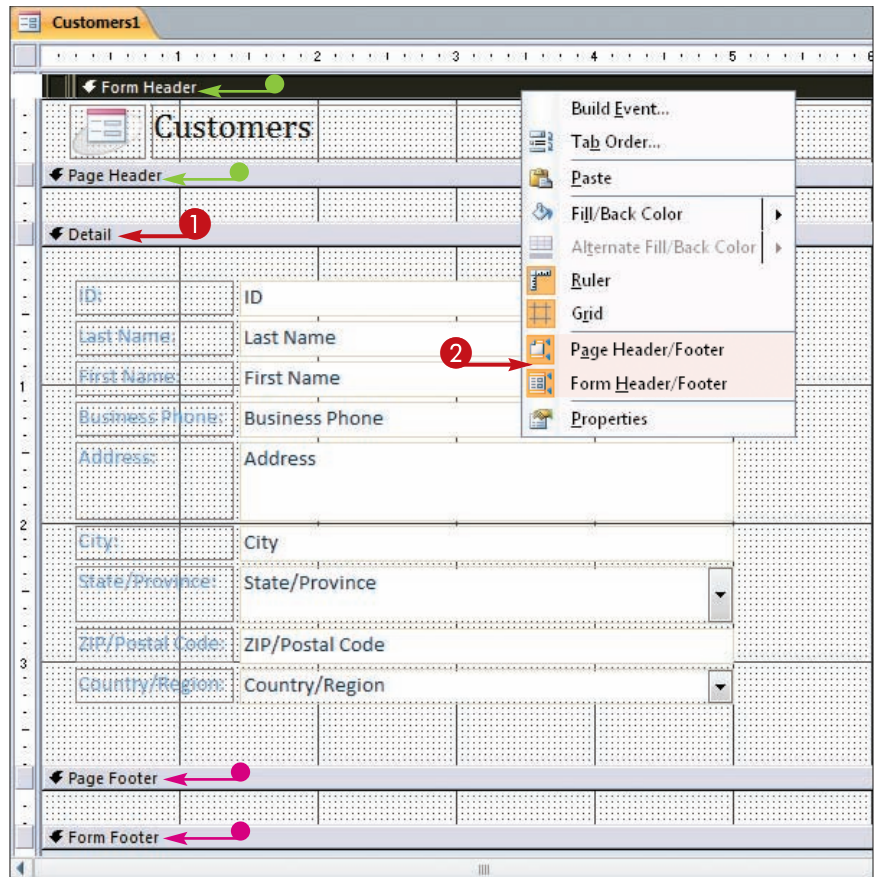 Customers1
1 2 3 4 5 6
Form Header
Customers
Page Header
Detail
1
ID: ID
Last Name: Last Name
First Name: First Name
Business Phone: Business Phone
Address: Address
City: City
State/Province: State/Province
ZIP/Postal Code: ZIP/Postal Code
Country/Region: Country/Region
1
2
3
Page Footer
Form Footer
Build Event...
Tab Order...
Paste
Fill/Back Color
Alternate Fill/Back Color
Ruler
Grid
2
Page Header/Footer
Form Header/Footer
Properties